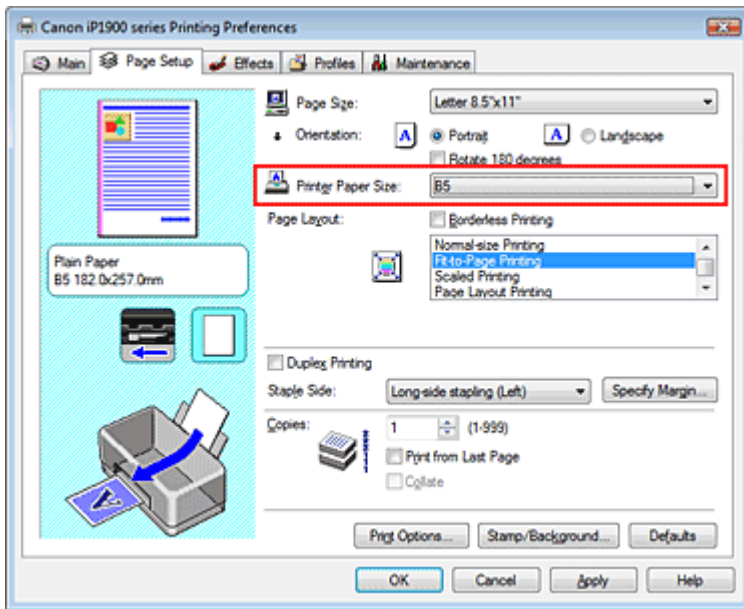 Canon iP1900 series Printing Preferences
Main Page Setup Effects Profiles Maintenance
Page Size: Letter 8.5"x11"
Orientation: A Portrait A Landscape
Rotate 180 degrees
Printer Paper Size: B5
Page Layout: Borderless Printing
Normal-size Printing
Fit-to-Page Printing
Scaled Printing
Page Layout Printing
Plain Paper
B5 182.0x257.0mm
Duplex Printing
Staple Side: Long-side stapling (Left) Specify Margin...
Copies: 1 (1-999)
Print from Last Page
Collate
A
Print Options... Stamp/Background... Defaults
OK Cancel Apply Help